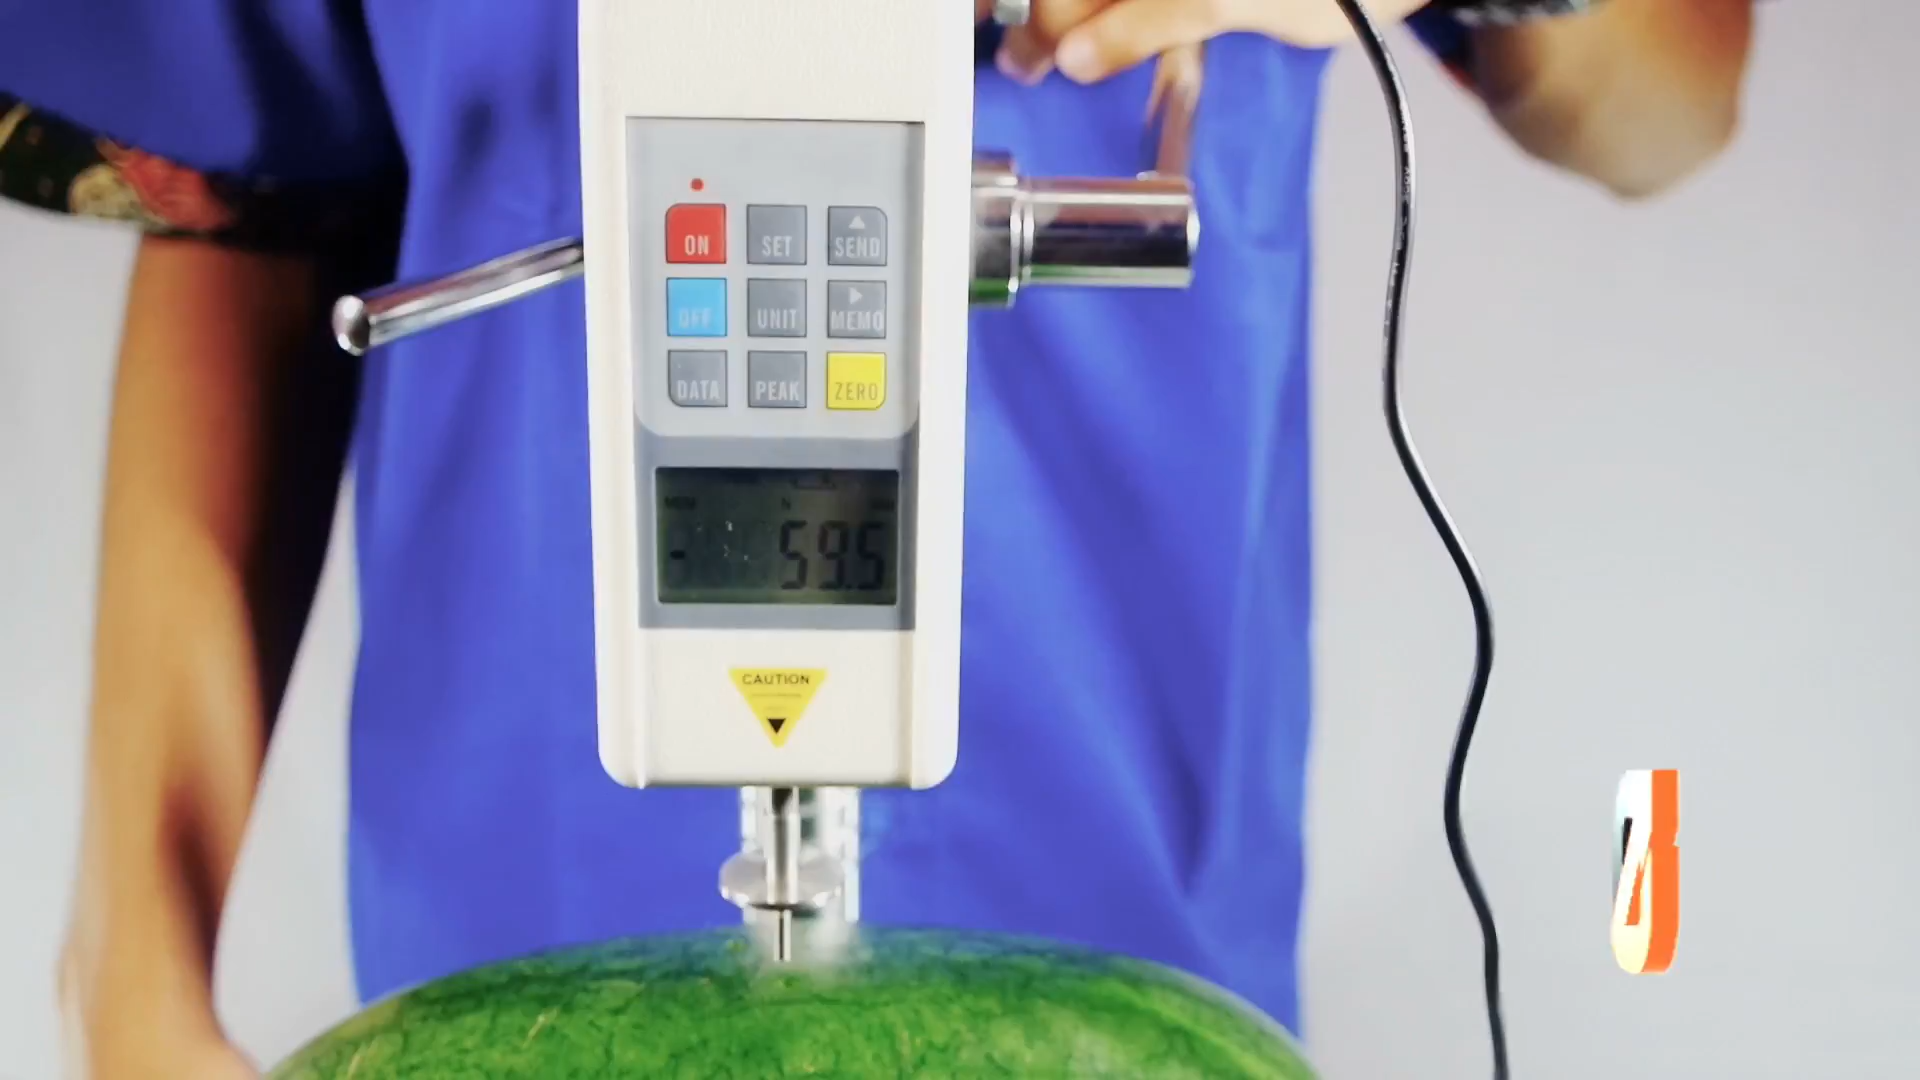 ON SET SEND
OFF UNIT MEMO
DATA PEAK ZERO
N
- 59.5
CAUTION